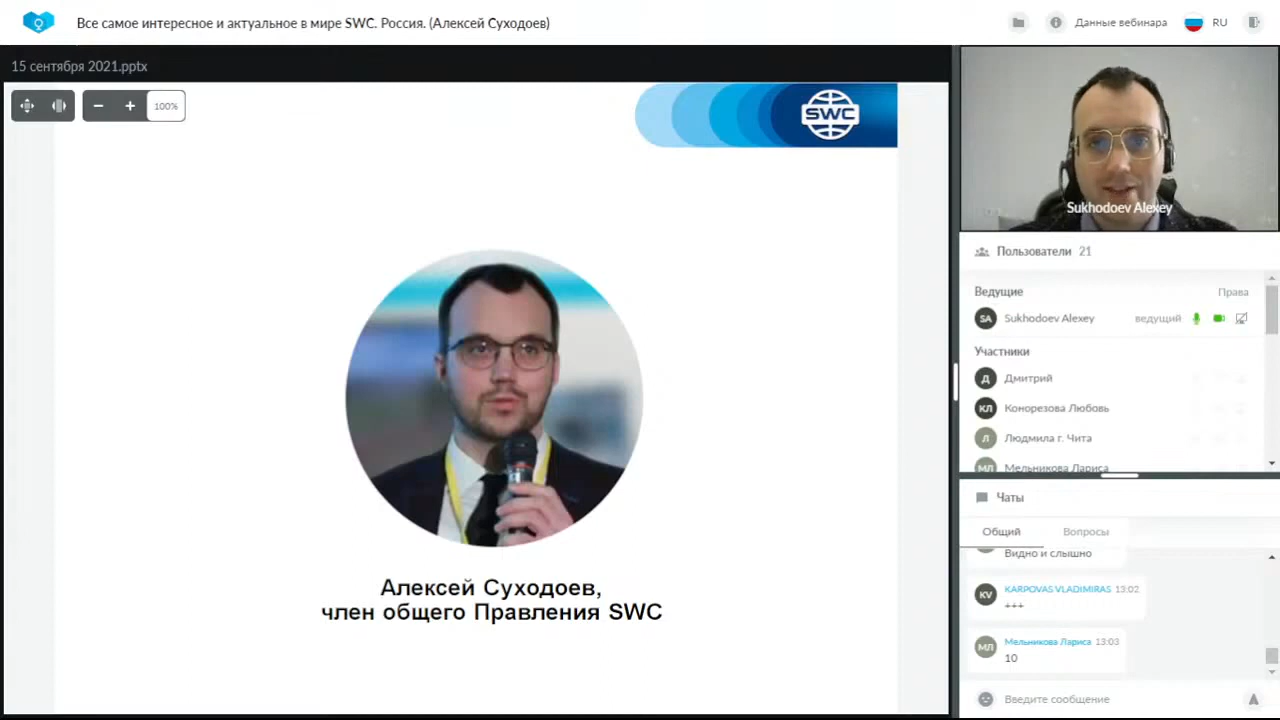 Все самое интересное и актуальное в мире SWC. Россия. (Алексей Суходоев)
Данные вебинара
RU
15 сентября 2021.pptx
100%
SWC
Алексей Суходоев,
член общего Правления SWC
Sukhodoev Alexey
Пользователи 21
Ведущие
Права
SA
Sukhodoev Alexey
ведущий
Участники
Д
Дмитрий
КЛ
Конорезова Любовь
Л
Людмила г. Чита
МЛ
Мельникова Лариса
Чаты
Общий
Вопросы
Видно и слышно
KV
KARPOVAS VLADIMIRAS 13:02
+++
МЛ
Мельникова Лариса 13:03
10
Введите сообщение